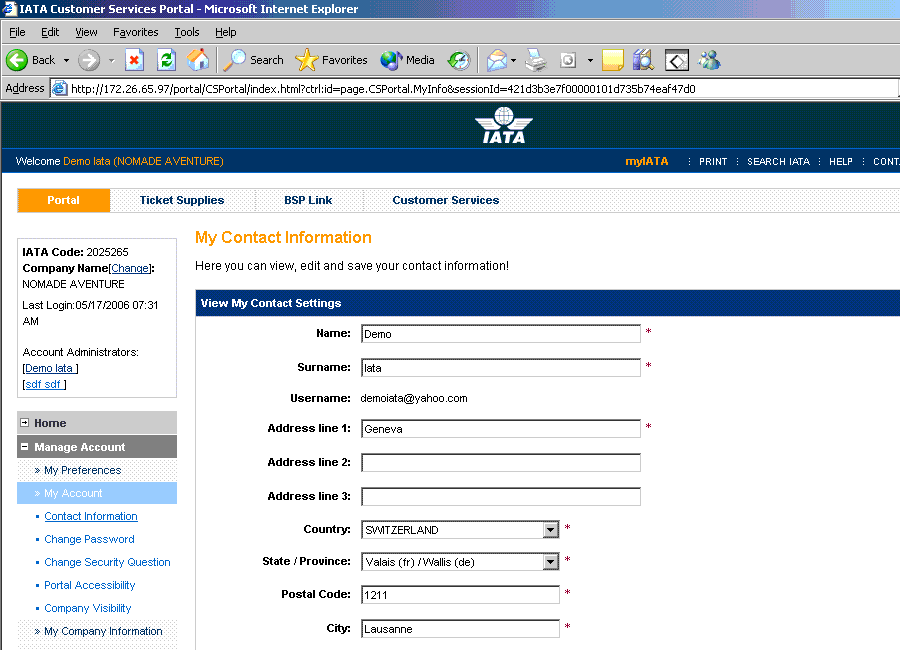 IATA Customer Services Portal - Microsoft Internet Explorer
File Edit View Favorites Tools Help
Back Search Favorites Media
Address http://172.26.65.97/portal/CSPortal/index.html?ctrl:id=page.CSPortal.MyInfo&sessionId=421d3b3e7f00000101d735b74eaf47d0
IATA
Welcome Demo Iata (NOMADE AVENTURE) myIATA : PRINT : SEARCH IATA : HELP : CONT
Portal Ticket Supplies BSP Link Customer Services
IATA Code: 2025265
Company Name[Change]:
NOMADE AVENTURE
Last Login:05/17/2006 07:31
AM
Account Administrators:
[Demo Iata ]
[sdf sdf ]
Home
Manage Account
» My Preferences
» My Account
Contact Information
Change Password
Change Security Question
Portal Accessibility
Company Visibility
» My Company Information
My Contact Information
Here you can view, edit and save your contact information!
View My Contact Settings
Name: Demo *
Surname: Iata *
Username: demoiata@yahoo.com
Address line 1: Geneva *
Address line 2:
Address line 3:
Country: SWITZERLAND *
State / Province: Valais (fr) / Wallis (de) *
Postal Code: 1211 *
City: Lausanne *